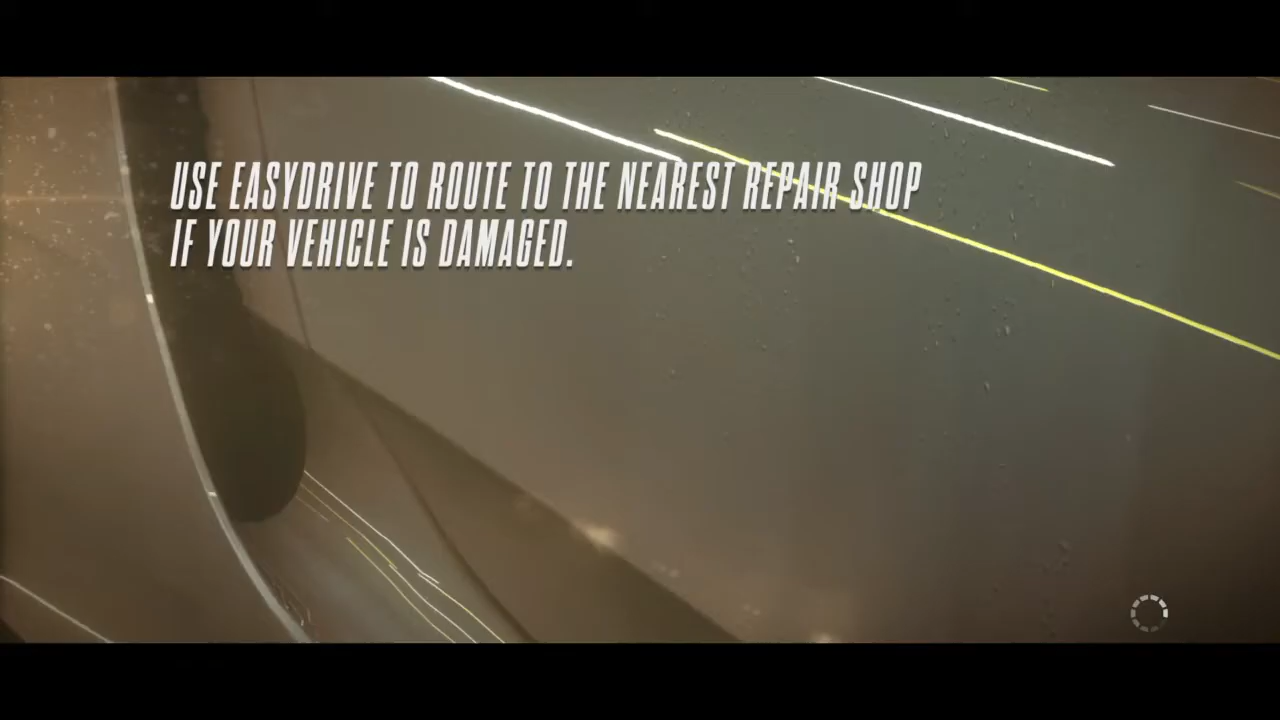 USE EASYDRIVE TO ROUTE TO THE NEAREST REPAIR SHOP
IF YOUR VEHICLE IS DAMAGED.